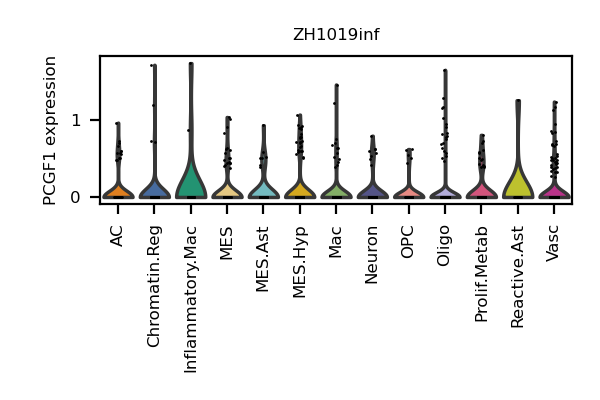 ZH1019inf
PCGF1 expression
1
0
AC
Chromatin.Reg
Inflammatory.Mac
MES
MES.Ast
MES.Hyp
Mac
Neuron
OPC
Oligo
Prolif.Metab
Reactive.Ast
Vasc